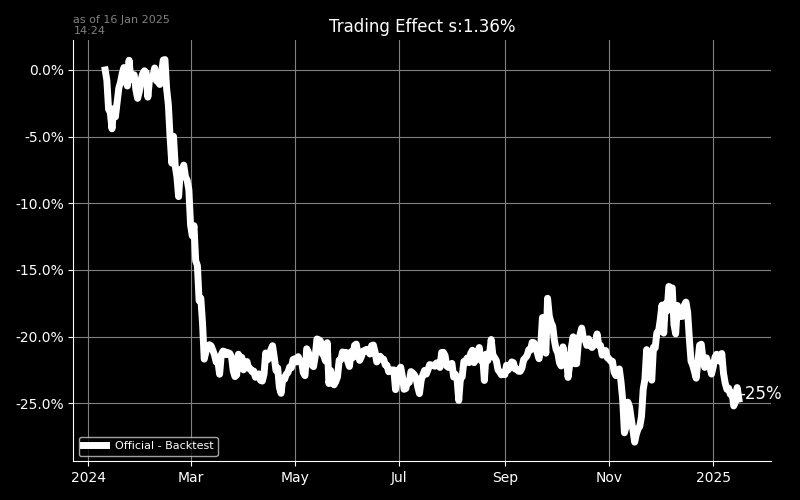 as of 16 Jan 2025
14:24
Trading Effect s:1.36%
0.0%
-5.0%
-10.0%
-15.0%
-20.0%
-25.0%
-25%
Official - Backtest
2024 Mar May Jul Sep Nov 2025